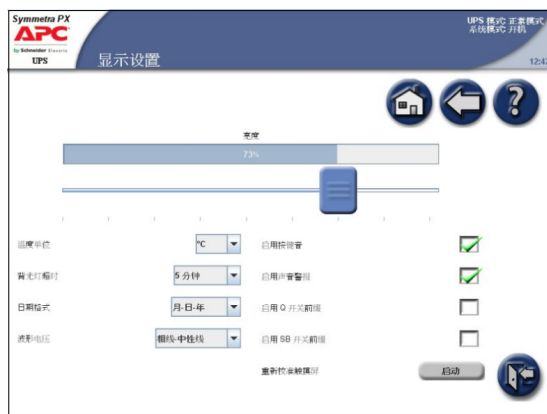 Symmetra PX
APC
by Schneider Electric
UPS
显示设置
UPS 模式 正常模式
系统模式 开机
12:47
亮度
73%
温度单位
°C
启用按键音
背光灯超时
5 分钟
启用声音警报
日期格式
月-日-年
启用 Q 开关前缀
波形电压
相线-中性线
启用 SB 开关前缀
重新校准触摸屏
启动